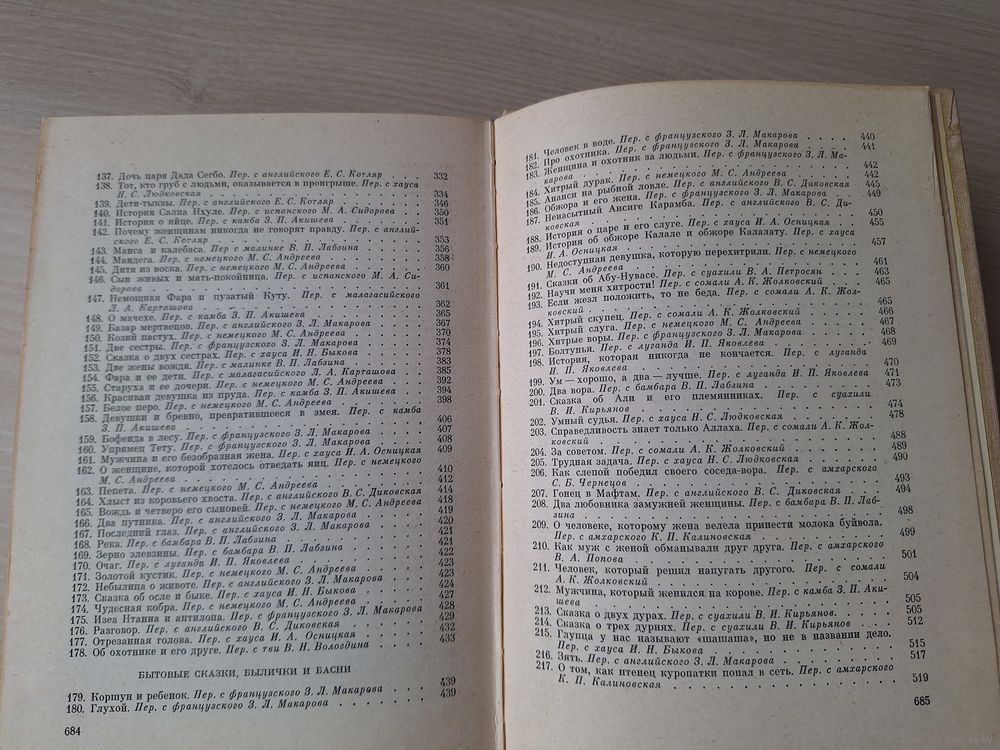 137. Дочь царя Дада Сегбо. Пер. с английского Е. С. Котляр . . . . 332
138. Тот, кто груб с людьми, оказывается в проигрыше. Пер. с хауса
Н. С. Людковская . . . . 334
139. Дети-тыквы. Пер. с английского Е. С. Котляр . . . . 346
140. История Салиа Нхуле. Пер. с испанского М. А. Сидорова . . . . 350
141. История о яйце. Пер. с камба З. П. Акишева . . . . 351
142. Почему женщинам никогда не говорят правду. Пер. с англий-
ского Е. С. Котляр . . . . 353
143. Манса и калебаса. Пер. с малинке В. П. Лабзина . . . . 356
144. Мандега. Пер. с немецкого М. С. Андреева . . . . 358
145. Дитя из воска. Пер. с немецкого М. С. Андреева . . . . 360
146. Сын живых и мать-покойница. Пер. с испанского М. А. Си-
дорова . . . . 361
147. Немощная Фара и пузатый Куту. Пер. с малагасийского
Л. А. Карташова . . . . 362
148. О мачехе. Пер. с камба З. П. Акишева . . . . 365
149. Базар мертвецов. Пер. с английского З. Л. Макарова . . . . 367
150. Козий пастух. Пер. с немецкого М. С. Андреева . . . . 370
151. Две сестры. Пер. с французского З. Л. Макарова . . . . 374
152. Сказка о двух сестрах. Пер. с хауса И. Н. Быкова . . . . 378
153. Две жены вождя. Пер. с малинке В. П. Лабзина . . . . 383
154. Фара и ее дети. Пер. с малагасийского Л. А. Карташова . . . . 385
155. Старуха и ее дочери. Пер. с немецкого М. С. Андреева . . . . 392
156. Красивая девушка из пруда. Пер. с камба З. П. Акишева . . . . 394
157. Белое перо. Пер. с немецкого М. С. Андреева . . . . 398
158. Девушки и бревно, превратившееся в змея. Пер. с камба
З. П. Акишева . . . . 406
159. Бофенда в лесу. Пер. с французского З. Л. Макарова . . . . 407
160. Упрямец Тету. Пер. с французского З. Л. Макарова . . . . 408
161. Мужчина и его безобразная жена. Пер. с хауса И. А. Осницкая 409
162. О женщине, которой хотелось отведать яиц. Пер. с немецкого
М. С. Андреева . . . . 410
163. Пепета. Пер. с немецкого М. С. Андреева . . . . 412
164. Хлыст из коровьего хвоста. Пер. с английского В. С. Диковская 414
165. Вождь и четверо его сыновей. Пер. с немецкого М. С. Андреева 418
166. Два путника. Пер. с английского З. Л. Макарова . . . . 419
167. Последний глаз. Пер. с английского З. Л. Макарова . . . . 420
168. Река. Пер. с бамбара В. П. Лабзина . . . . 421
169. Зерно элевзины. Пер. с бамбара В. П. Лабзина . . . . 421
170. Очаг. Пер. с луганда И. П. Яковлева . . . . 422
171. Золотой кустик. Пер. с немецкого М. С. Андреева . . . . 423
172. Небылица о животе. Пер. с английского З. Л. Макарова . . . . 423
173. Сказка об осле и быке. Пер. с хауса И. Н. Быкова . . . . 424
174. Чудесная кобра. Пер. с немецкого М. С. Андреева . . . . 427
175. Изеа Нтаниа и антилопа. Пер. с французского З. Л. Макарова 428
176. Разговор. Пер. с английского В. С. Диковская . . . . 429
177. Отрезанная голова. Пер. с хауса И. А. Осницкая . . . . 432
178. Об охотнике и его друге. Пер. с тви В. Н. Вологдина . . . . 433
БЫТОВЫЕ СКАЗКИ, БЫЛИЧКИ И БАСНИ
179. Коршун и ребенок. Пер. с французского З. Л. Макарова . . . . 439
180. Глухой. Пер. с французского З. Л. Макарова . . . . 439
684
181. Человек в воде. Пер. с французского З. Л. Макарова . . . . 440
182. Про охотника. Пер. с французского З. Л. Макарова . . . . 441
183. Женщина и охотник за людьми. Пер. с французского З. Л. Ма-
карова . . . . 442
184. Хитрый дурак. Пер. с немецкого М. С. Андреева . . . . 442
185. Ананси на рыбной ловле. Пер. с английского В. С. Диковская 445
186. Обжора и его жена. Пер. с французского З. Л. Макарова . . . . 449
187. Ненасытный Ансиге Карамба. Пер. с английского В. С. Ди-
ковская . . . . 450
188. История о царе и его слуге. Пер. с хауса И. А. Осницкая . . . . 455
189. История об обжоре Калале и обжоре Калалату. Пер. с хауса
И. А. Осницкая . . . . 457
190. Недоступная девушка, которую перехитрили. Пер. с немецкого
М. С. Андреева . . . . 461
191. Сказки об Абу-Нувасе. Пер. с суахили В. А. Петросян . . . . 463
192. Научи меня хитрости! Пер. с сомали А. К. Жолковский . . . . 465
193. Если жезл положить, то не беда. Пер. с сомали А. К. Жол-
ковский . . . . 465
194. Хитрый скупец. Пер. с сомали А. К. Жолковский . . . . 466
195. Хитрый слуга. Пер. с немецкого М. С. Андреева . . . . 467
196. Хитрые воры. Пер. с французского З. Л. Макарова . . . . 468
197. Болтунья. Пер. с луганда И. П. Яковлева . . . . 469
198. История, которая никогда не кончается. Пер. с луганда
И. П. Яковлева . . . . 470
199. Ум — хорошо, а два — лучше. Пер. с луганда И. П. Яковлева 471
200. Два вора. Пер. с бамбара В. П. Лабзина . . . . 473
201. Сказка об Али и его племянниках. Пер. с суахили
В. И. Кирьянов . . . . 474
202. Умный судья. Пер. с хауса Н. С. Людковская . . . . 478
203. Справедливость знает только Аллаха. Пер. с сомали А. К. Жол-
ковский . . . . 488
204. За советом. Пер. с сомали А. К. Жолковский . . . . 489
205. Трудная задача. Пер. с хауса Н. С. Людковская . . . . 490
206. Как слепой победил своего соседа-вора. Пер. с амхарского
С. Б. Чернецов . . . . 493
207. Гонец в Мафтам. Пер. с английского В. С. Диковская . . . . 494
208. Два любовника замужней женщины. Пер. с бамбара В. П. Лаб-
зина . . . . 498
209. О человеке, которому жена велела принести молока буйвола.
Пер. с амхарского К. П. Калиновская . . . . 499
210. Как муж с женой обманывали друг друга. Пер. с амхарского
В. А. Попова . . . . 501
211. Человек, который решил напугать другого. Пер. с сомали
А. К. Жолковский . . . . 504
212. Мужчина, который женился на корове. Пер. с камба З. П. Аки-
шева . . . . 505
213. Сказка о двух дурах. Пер. с суахили В. И. Кирьянов. . . . 505
214. Сказка о трех дурнях. Пер. с суахили В. И. Кирьянов . . . . 512
215. Глупца у нас называют «шашаша», но не в названии дело.
Пер. с хауса И. Н. Быкова . . . . 515
216. Зять. Пер. с английского З. Л. Макарова . . . . 517
217. О том, как птенец куропатки попал в сеть. Пер. с амхарского
К. П. Калиновская . . . . 519
685